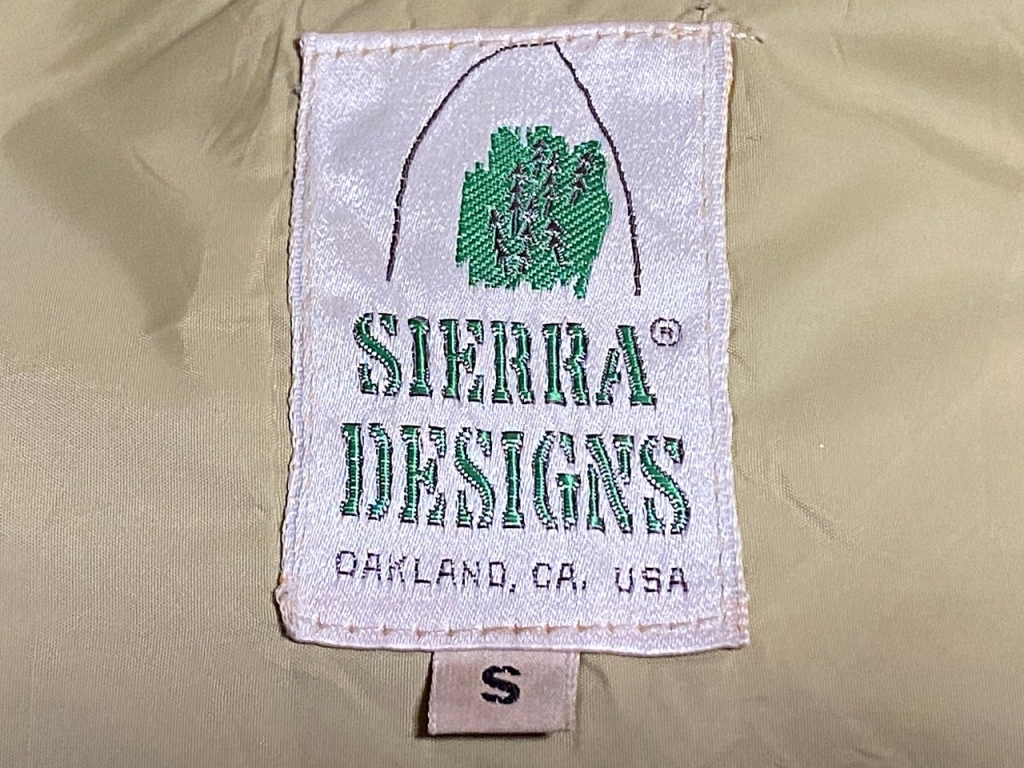 SIERRA®
DESIGNS
OAKLAND, CA, USA
S